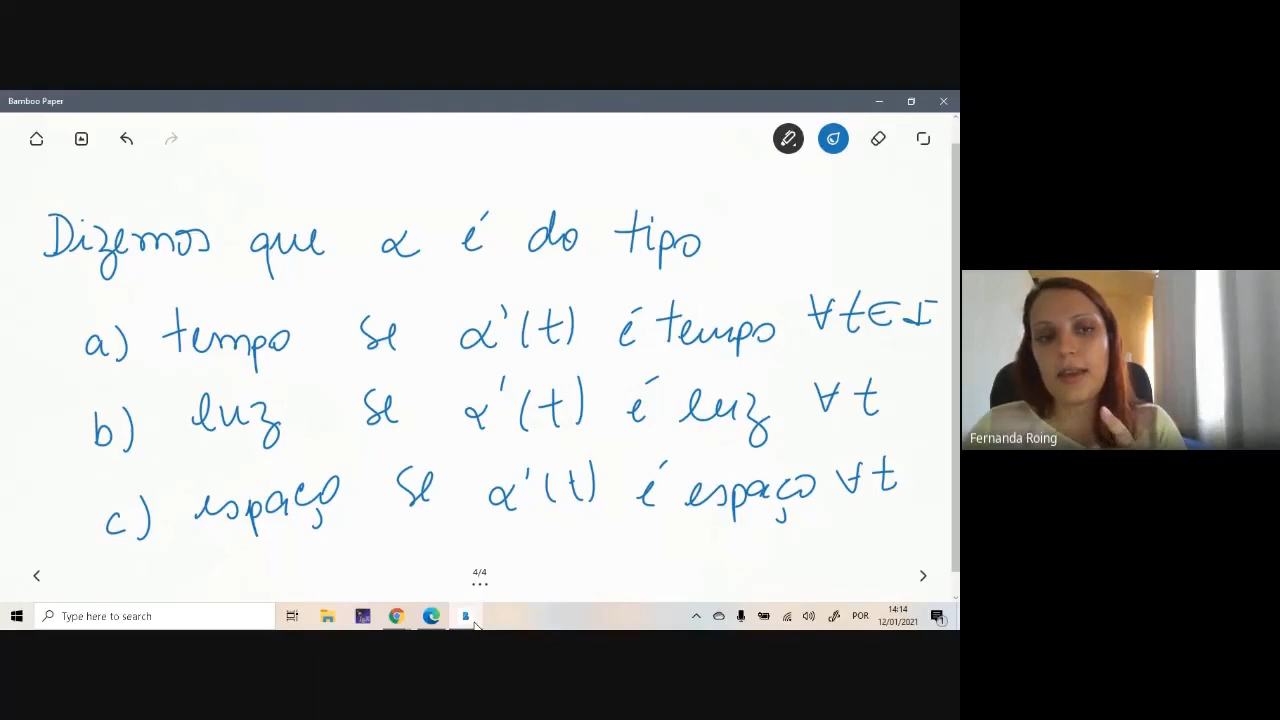 Bamboo Paper
Dizemos que α é do tipo
a) tempo se α'(t) é tempo ∀t∈I
b) luz se α'(t) é luz ∀t
c) espaço se α'(t) é espaço ∀t
4/4
Type here to search
B
POR
14:14
12/01/2021
1
Fernanda Roing